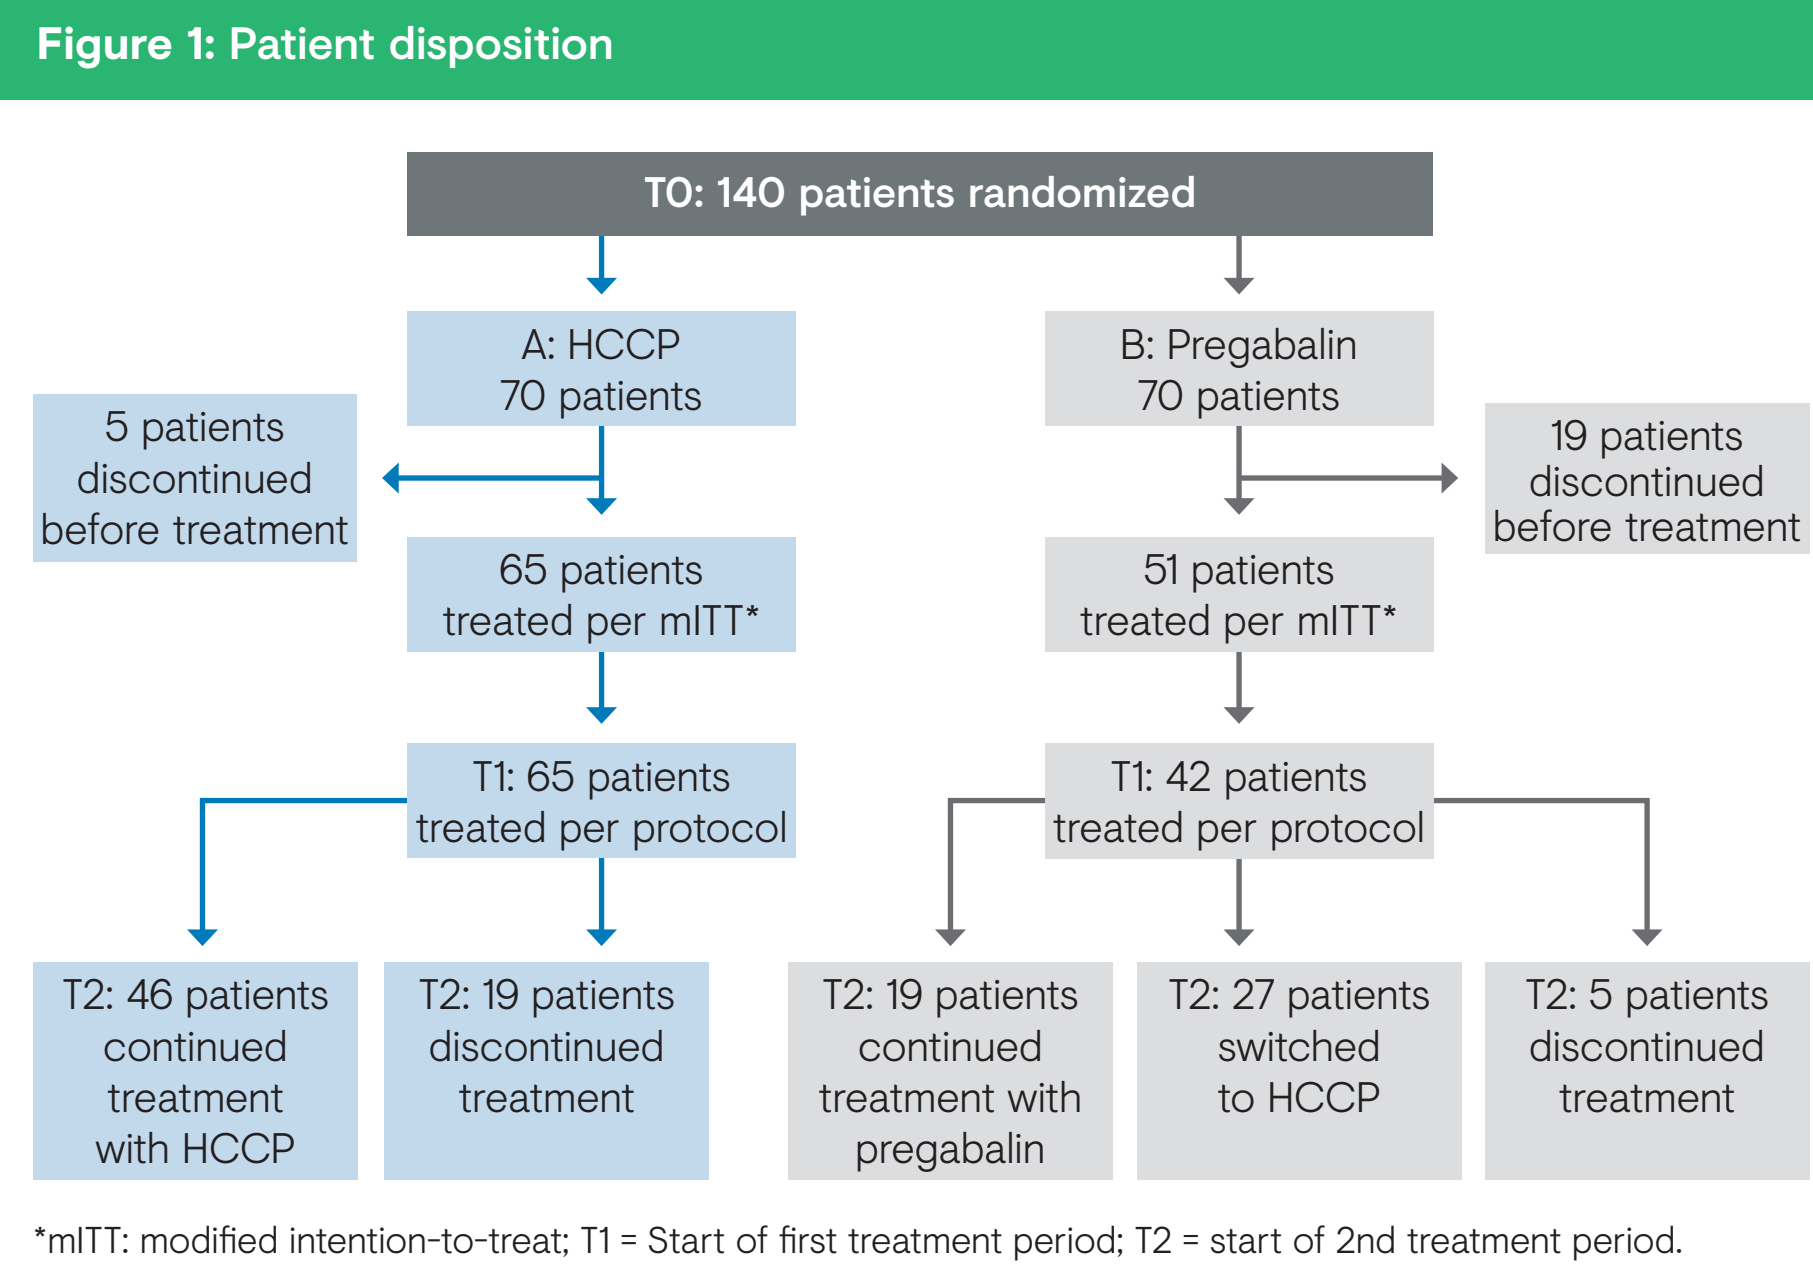 Figure 1: Patient disposition
T0: 140 patients randomized
A: HCCP
70 patients
B: Pregabalin
70 patients
5 patients
discontinued
before treatment
19 patients
discontinued
before treatment
65 patients
treated per mITT*
51 patients
treated per mITT*
T1: 65 patients
treated per protocol
T1: 42 patients
treated per protocol
T2: 46 patients
continued
treatment
with HCCP
T2: 19 patients
discontinued
treatment
T2: 19 patients
continued
treatment with
pregabalin
T2: 27 patients
switched
to HCCP
T2: 5 patients
discontinued
treatment
*mITT: modified intention-to-treat; T1 = Start of first treatment period; T2 = start of 2nd treatment period.